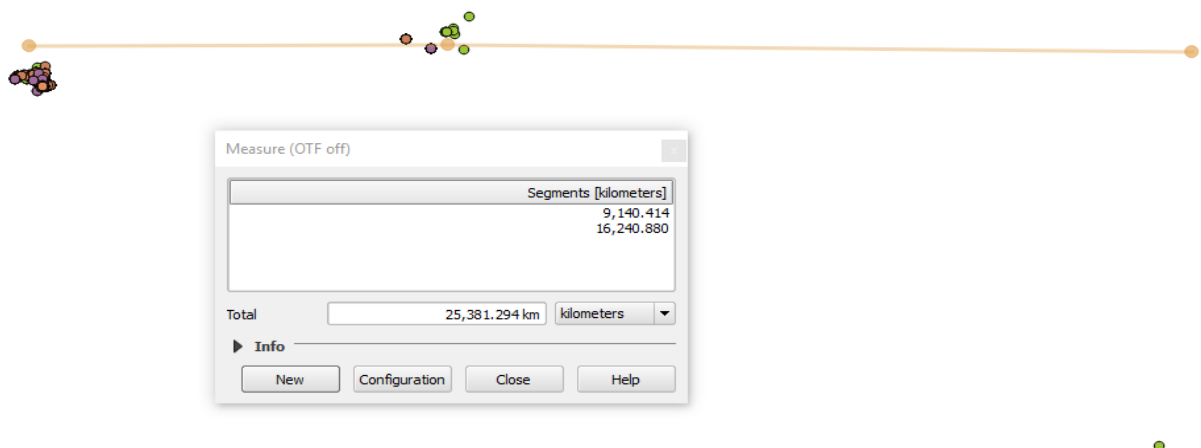 Measure (OTF off)
x
Segments [kilometers]
9,140.414
16,240.880
Total 25,381.294 km kilometers
Info
New Configuration Close Help